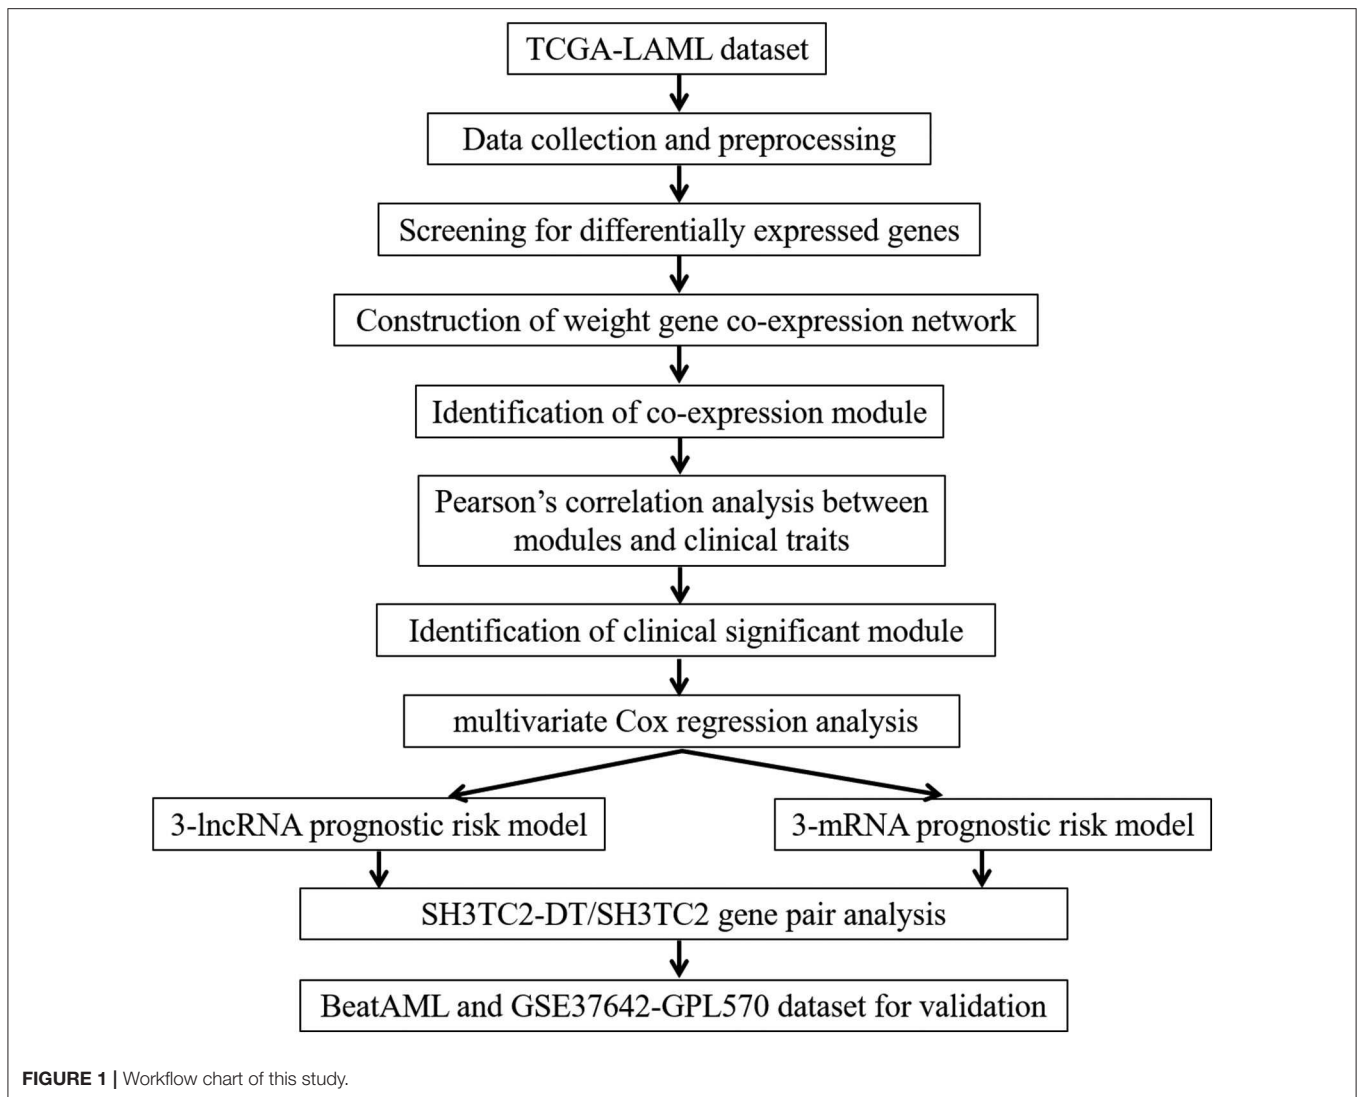 TCGA-LAML dataset
Data collection and preprocessing
Screening for differentially expressed genes
Construction of weight gene co-expression network
Identification of co-expression module
Pearson’s correlation analysis between
modules and clinical traits
Identification of clinical significant module
multivariate Cox regression analysis
3-lncRNA prognostic risk model
3-mRNA prognostic risk model
SH3TC2-DT/SH3TC2 gene pair analysis
BeatAML and GSE37642-GPL570 dataset for validation
FIGURE 1 | Workflow chart of this study.